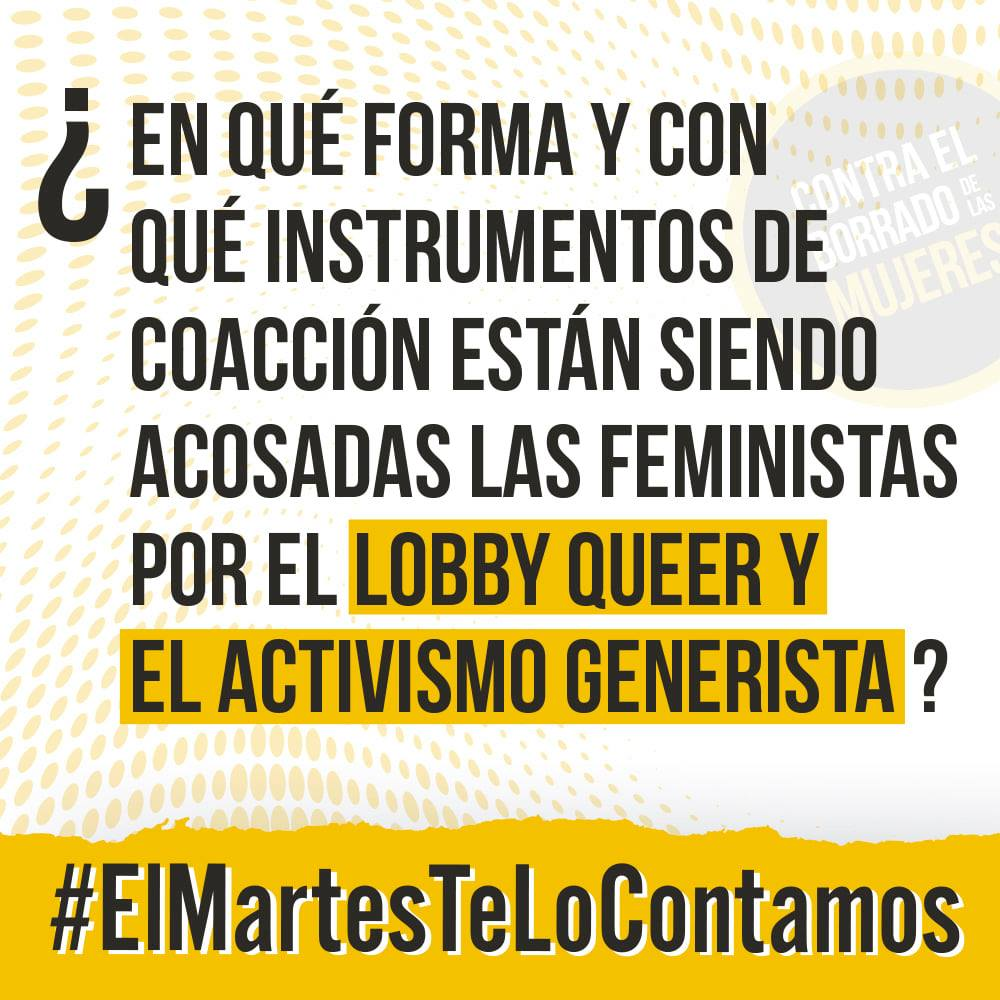 ¿
EN QUÉ FORMA Y CON
QUÉ INSTRUMENTOS DE
COACCIÓN ESTÁN SIENDO
ACOSADAS LAS FEMINISTAS
POR EL LOBBY QUEER Y
EL ACTIVISMO GENERISTA ?
CONTRA EL
BORRADO DE LAS
MUJERES
#ElMartesTeLoContamos